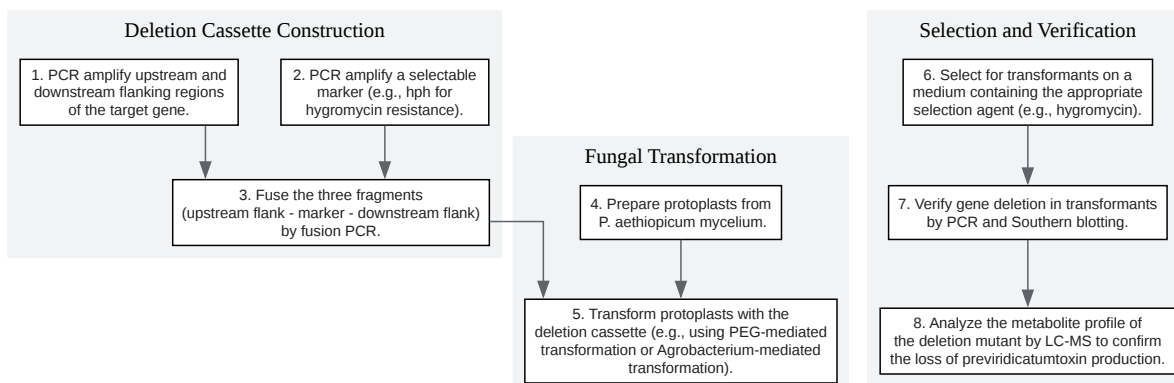 Deletion Cassette Construction
1. PCR amplify upstream and
downstream flanking regions
of the target gene.
2. PCR amplify a selectable
marker (e.g., hph for
hygromycin resistance).
3. Fuse the three fragments
(upstream flank - marker - downstream flank)
by fusion PCR.
Fungal Transformation
4. Prepare protoplasts from
P. aethiopicum mycelium.
5. Transform protoplasts with the
deletion cassette (e.g., using PEG-mediated
transformation or Agrobacterium-mediated
transformation).
Selection and Verification
6. Select for transformants on a
medium containing the appropriate
selection agent (e.g., hygromycin).
7. Verify gene deletion in transformants
by PCR and Southern blotting.
8. Analyze the metabolite profile of
the deletion mutant by LC-MS to confirm
the loss of previridicatumtoxin production.